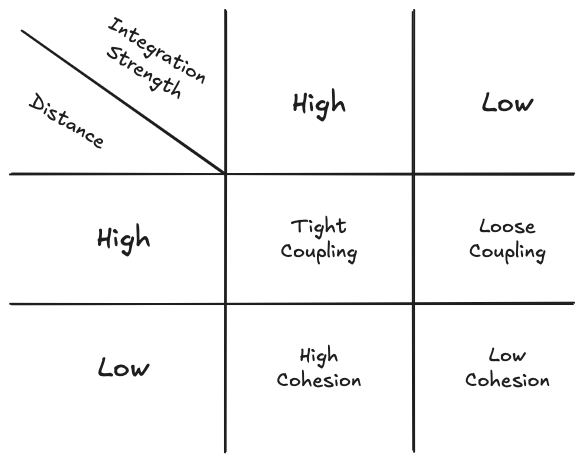 Integration
Strength
Distance
High
Low
High
Tight
Coupling
Loose
Coupling
Low
High
Cohesion
Low
Cohesion